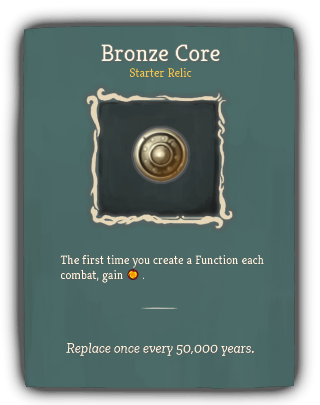 Bronze Core
Starter Relic
The first time you create a Function each
combat, gain .
Replace once every 50,000 years.